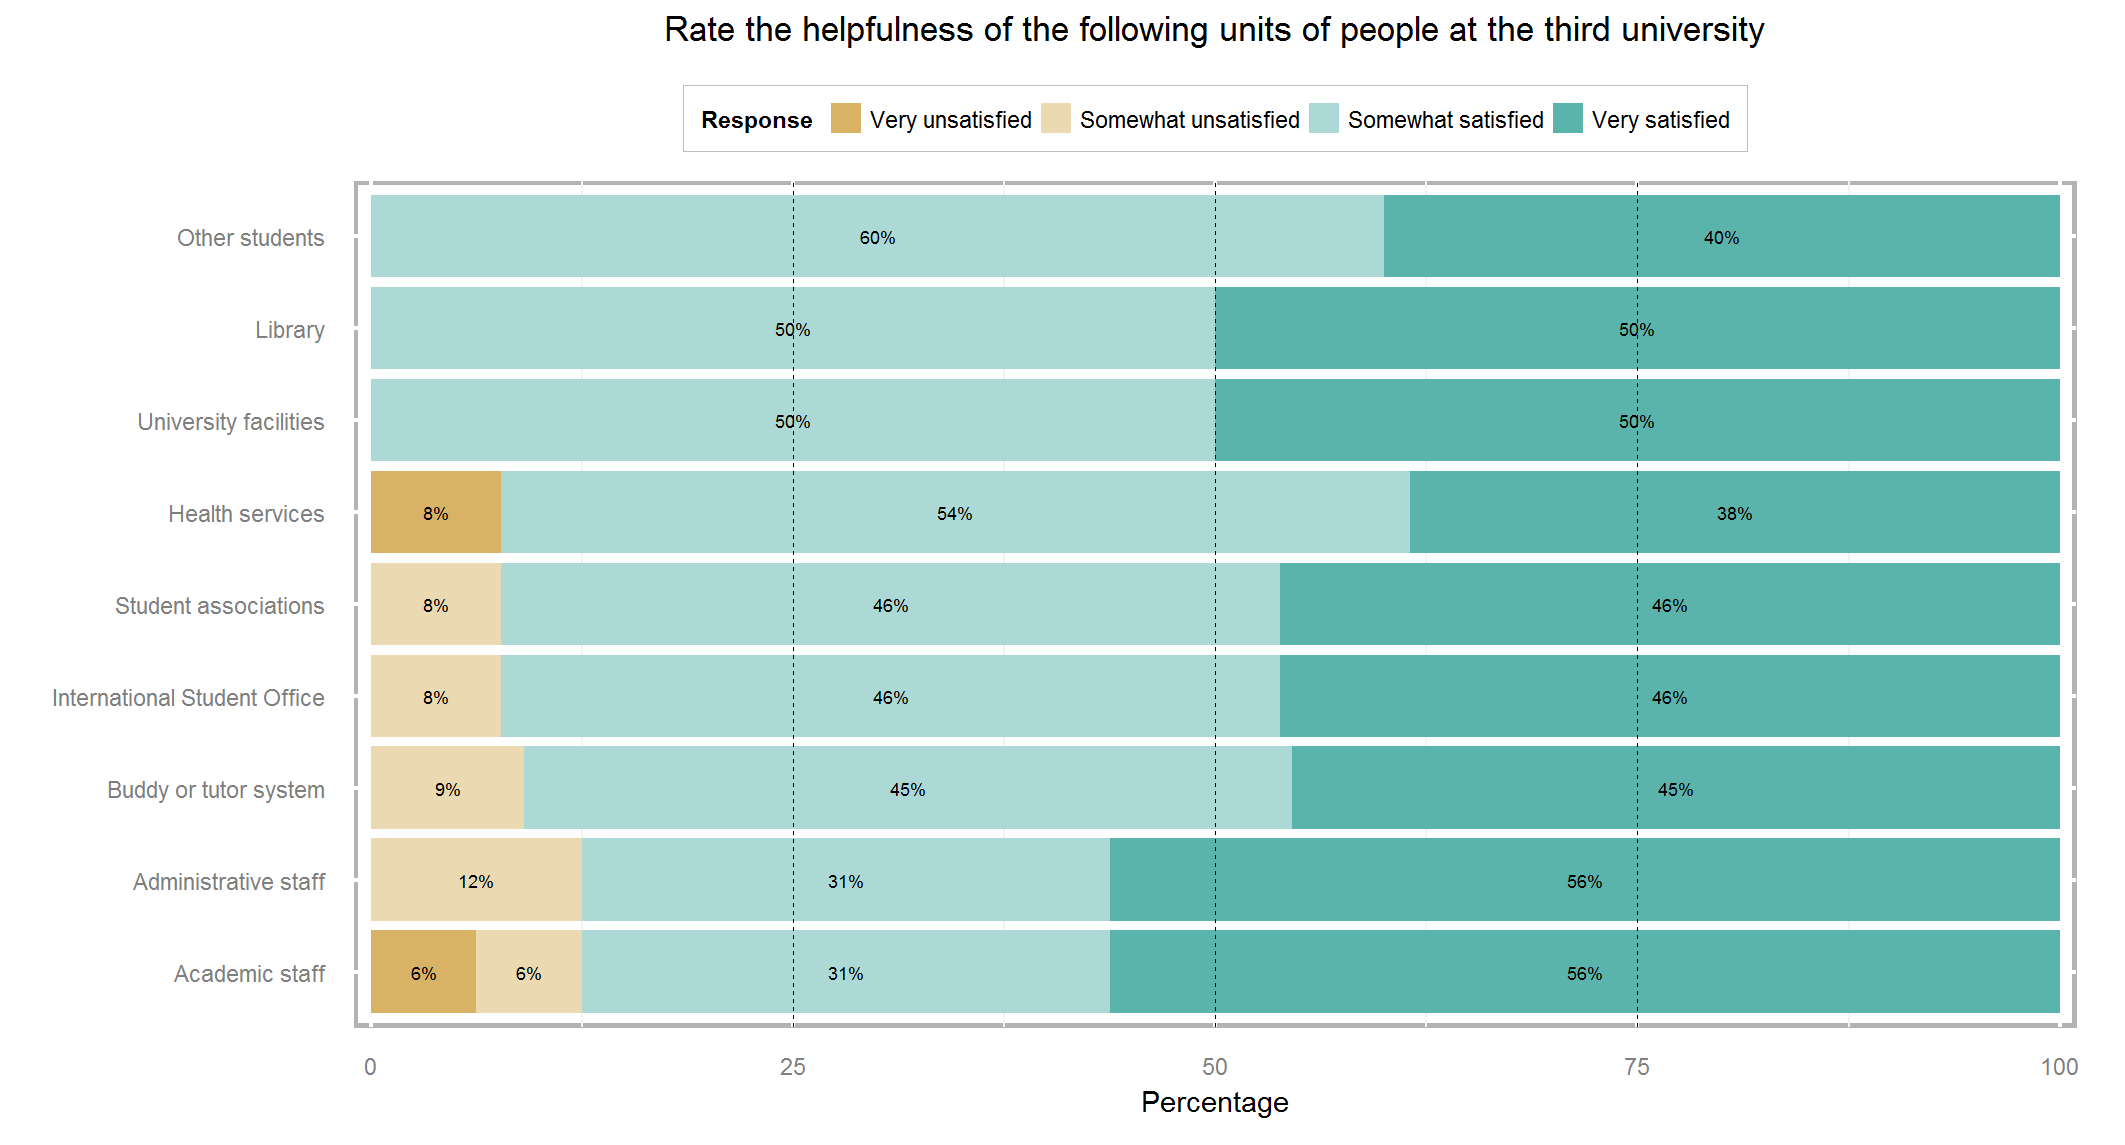 Rate the helpfulness of the following units of people at the third university
Response Very unsatisfied Somewhat unsatisfied Somewhat satisfied Very satisfied
Other students 60% 40%
Library 50% 50%
University facilities 50% 50%
Health services 8% 54% 38%
Student associations 8% 46% 46%
International Student Office 8% 46% 46%
Buddy or tutor system 9% 45% 45%
Administrative staff 12% 31% 56%
Academic staff 6% 6% 31% 56%
0 25 50 75 100
Percentage